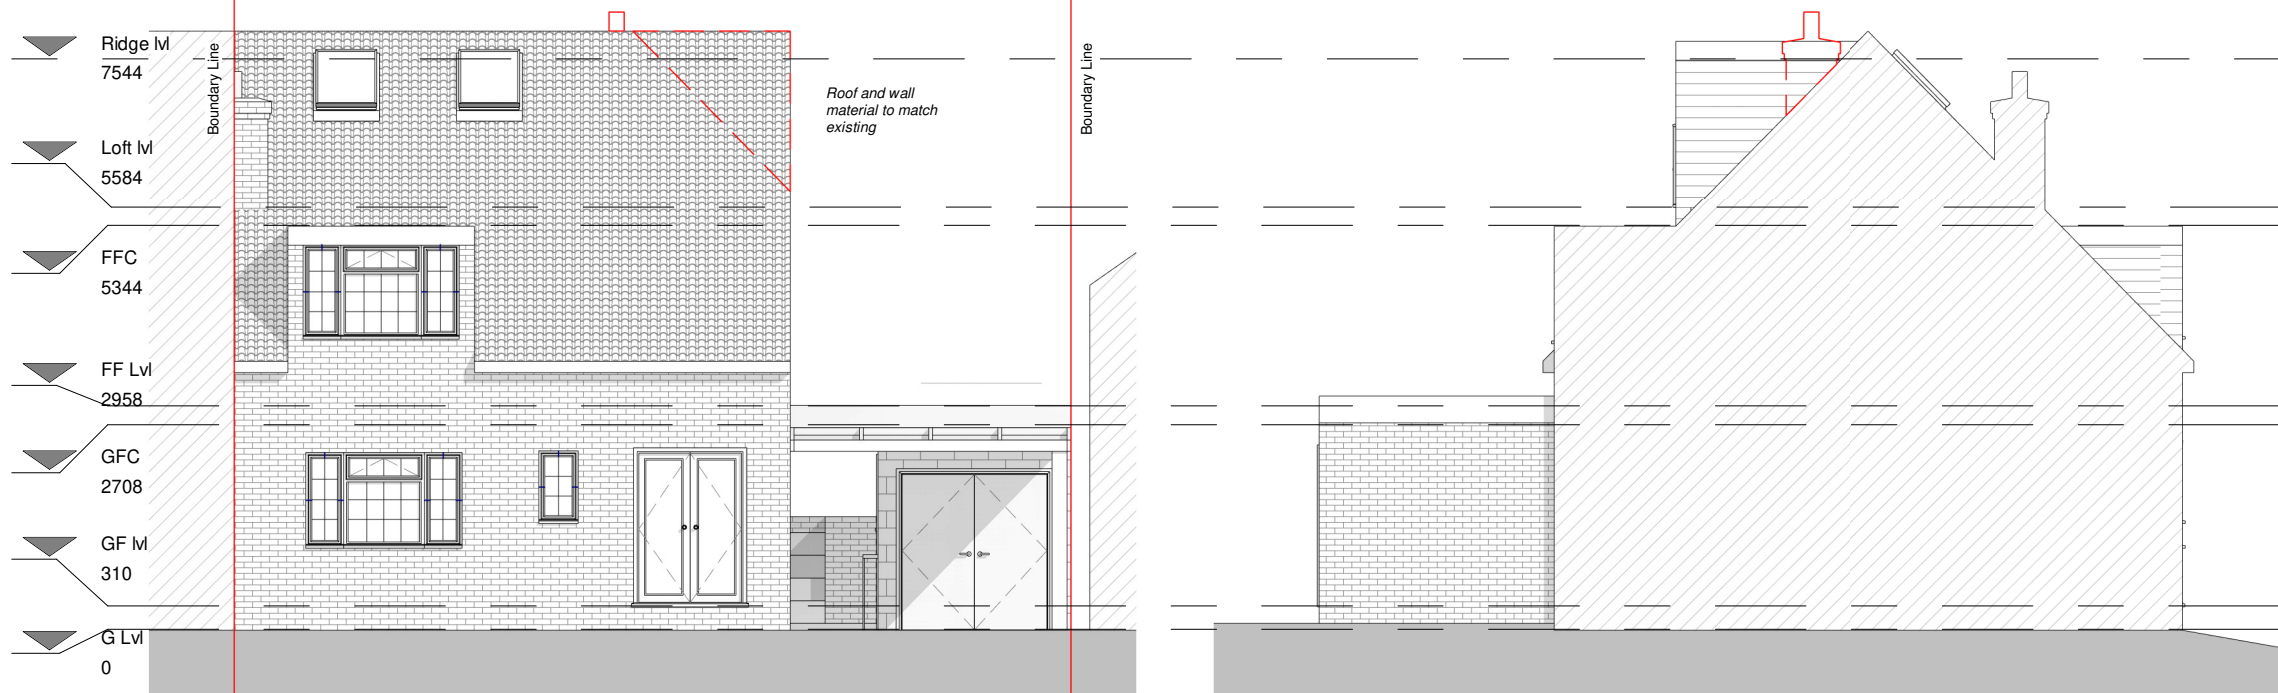 Ridge lvl
7544
Loft lvl
5584
FFC
5344
FF Lvl
2958
GFC
2708
GF lvl
310
G Lvl
0
Boundary Line
Roof and wall
material to match
existing
Boundary Line